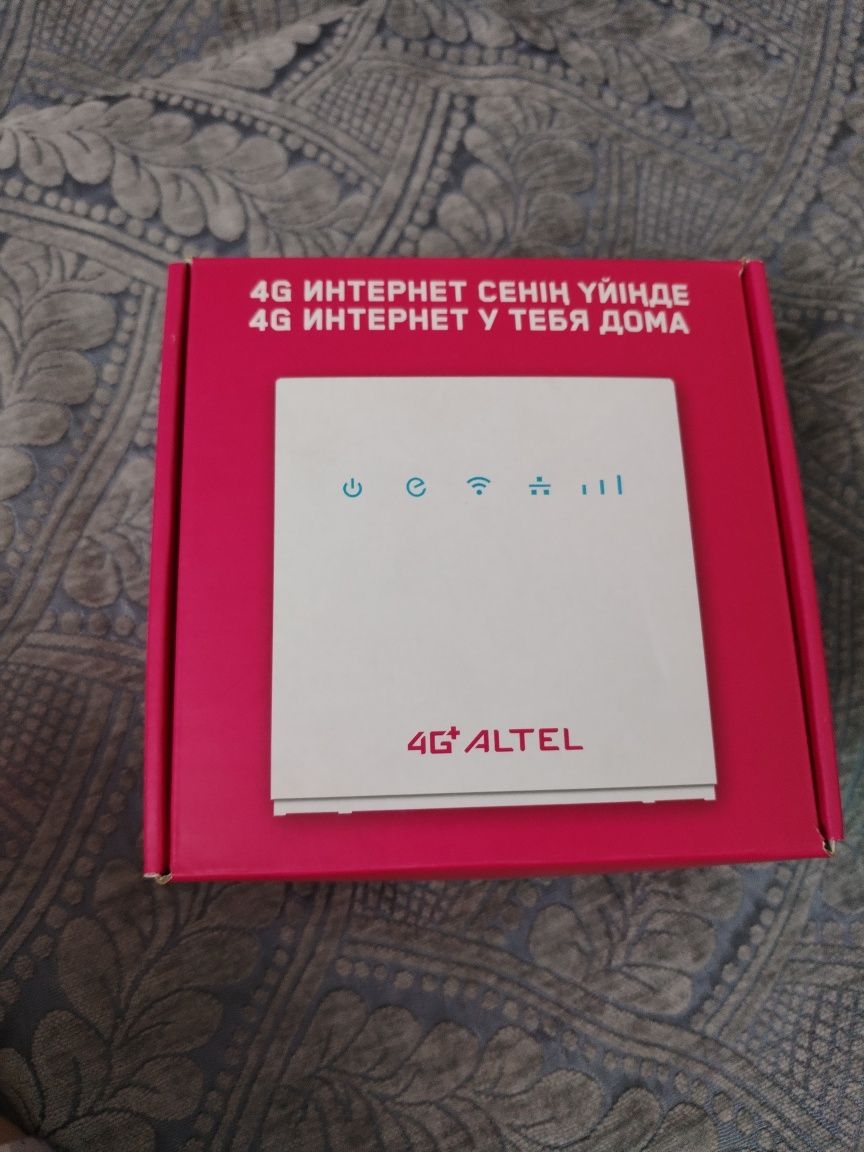 4G ИНТЕРНЕТ СЕНІҢ ҮЙІҢДЕ
4G ИНТЕРНЕТ У ТЕБЯ ДОМА
4G+ ALTEL